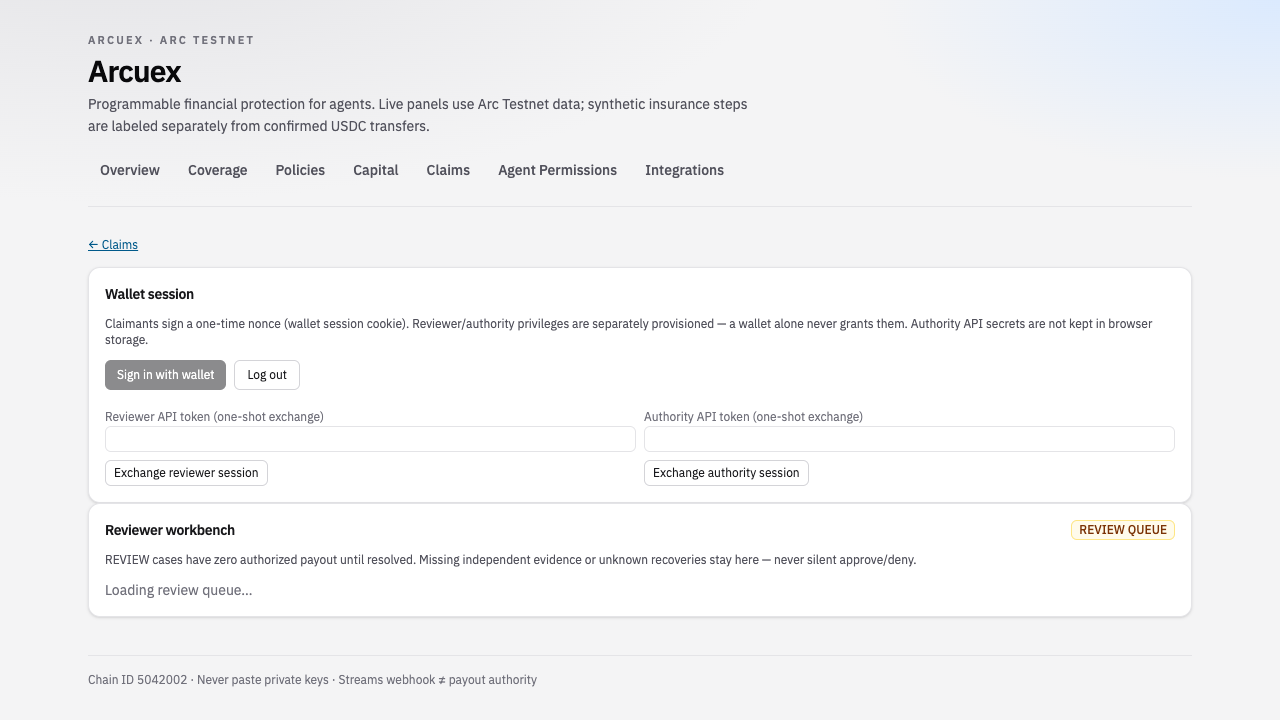 ARCUEX · ARC TESTNET
Arcuex
Programmable financial protection for agents. Live panels use Arc Testnet data; synthetic insurance steps
are labeled separately from confirmed USDC transfers.
Overview Coverage Policies Capital Claims Agent Permissions Integrations
← Claims
Wallet session
Claimants sign a one-time nonce (wallet session cookie). Reviewer/authority privileges are separately provisioned — a wallet alone never grants them. Authority API secrets are not kept in browser
storage.
Sign in with wallet Log out
Reviewer API token (one-shot exchange) Authority API token (one-shot exchange)
Exchange reviewer session Exchange authority session
Reviewer workbench REVIEW QUEUE
REVIEW cases have zero authorized payout until resolved. Missing independent evidence or unknown recoveries stay here — never silent approve/deny.
Loading review queue…
Chain ID 5042002 · Never paste private keys · Streams webhook ≠ payout authority